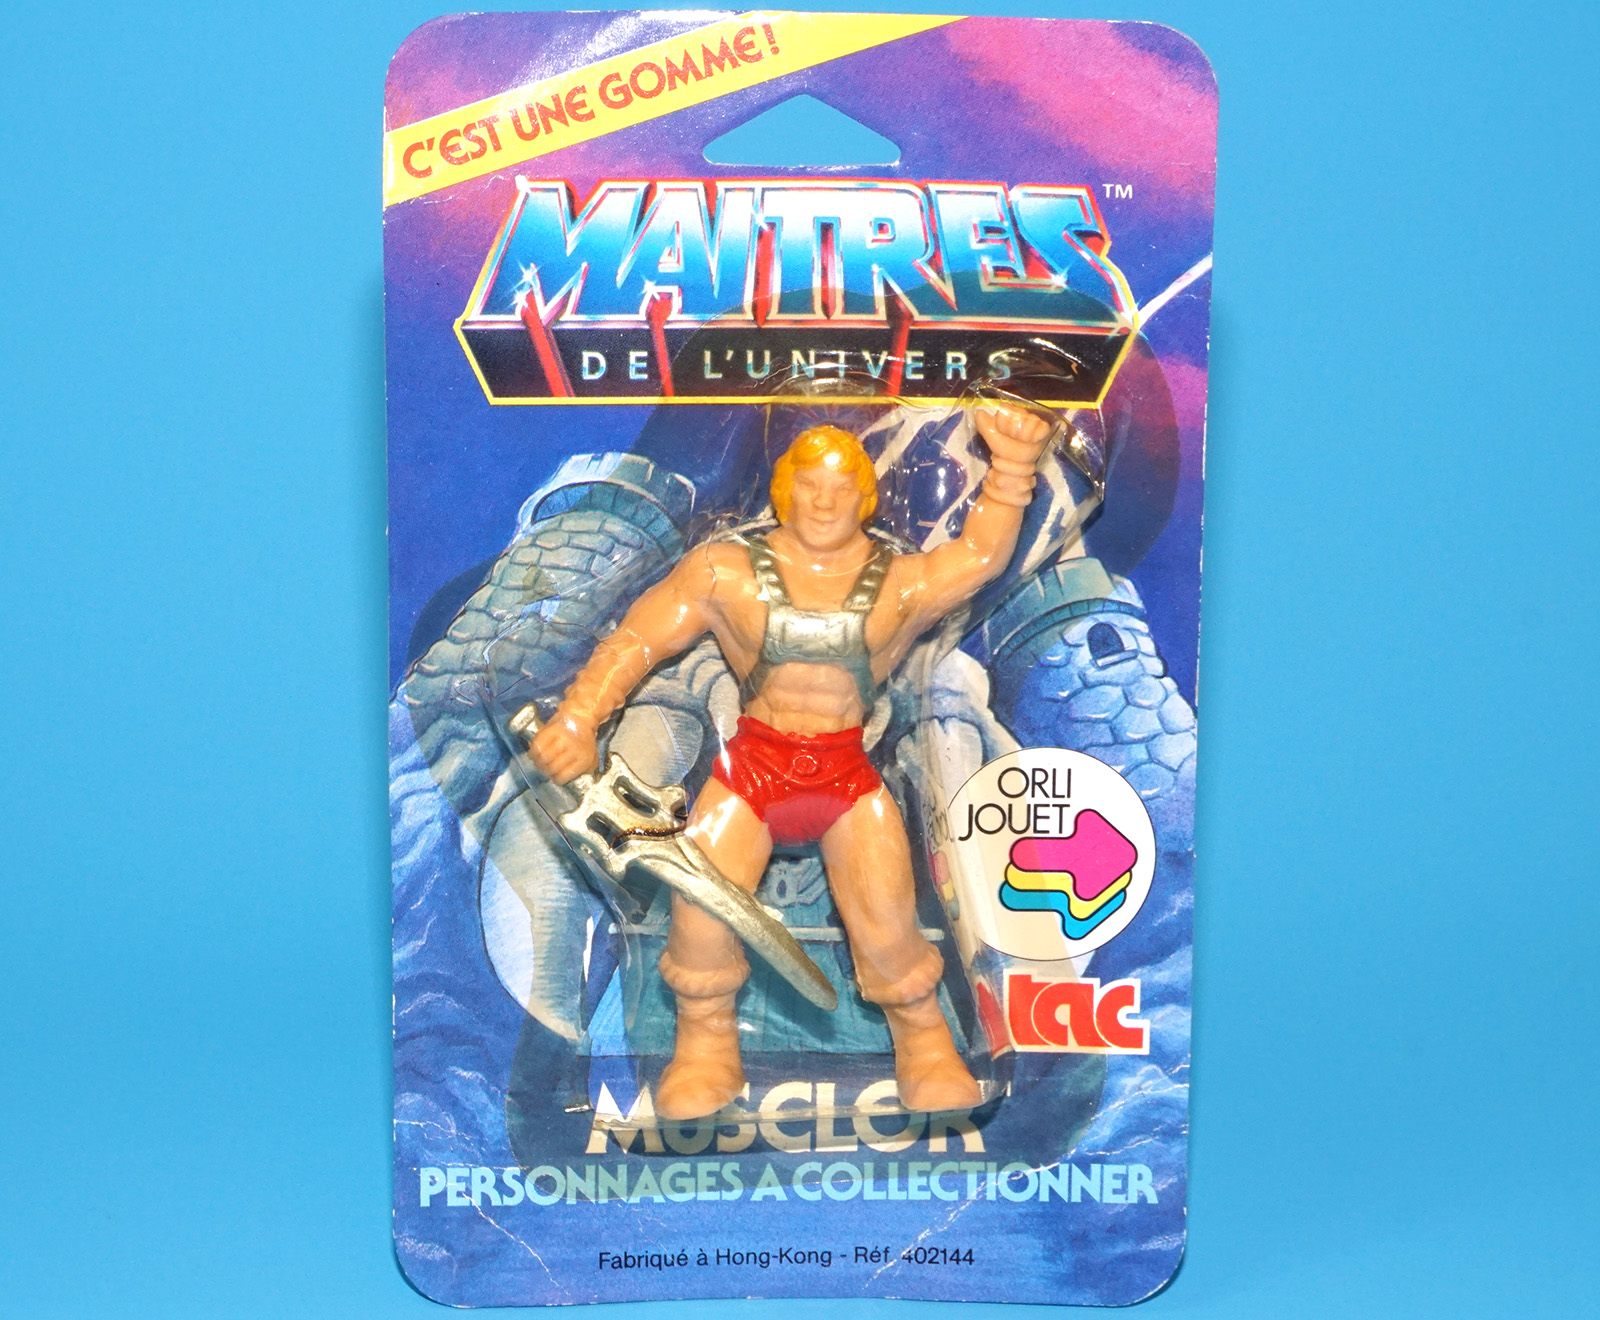 C'EST UNE GOMME!
MAITRES TM
DE L'UNIVERS
ORLI
JOUET
tac
MUSCLOR
PERSONNAGES A COLLECTIONNER
Fabriqué à Hong-Kong - Réf. 402144